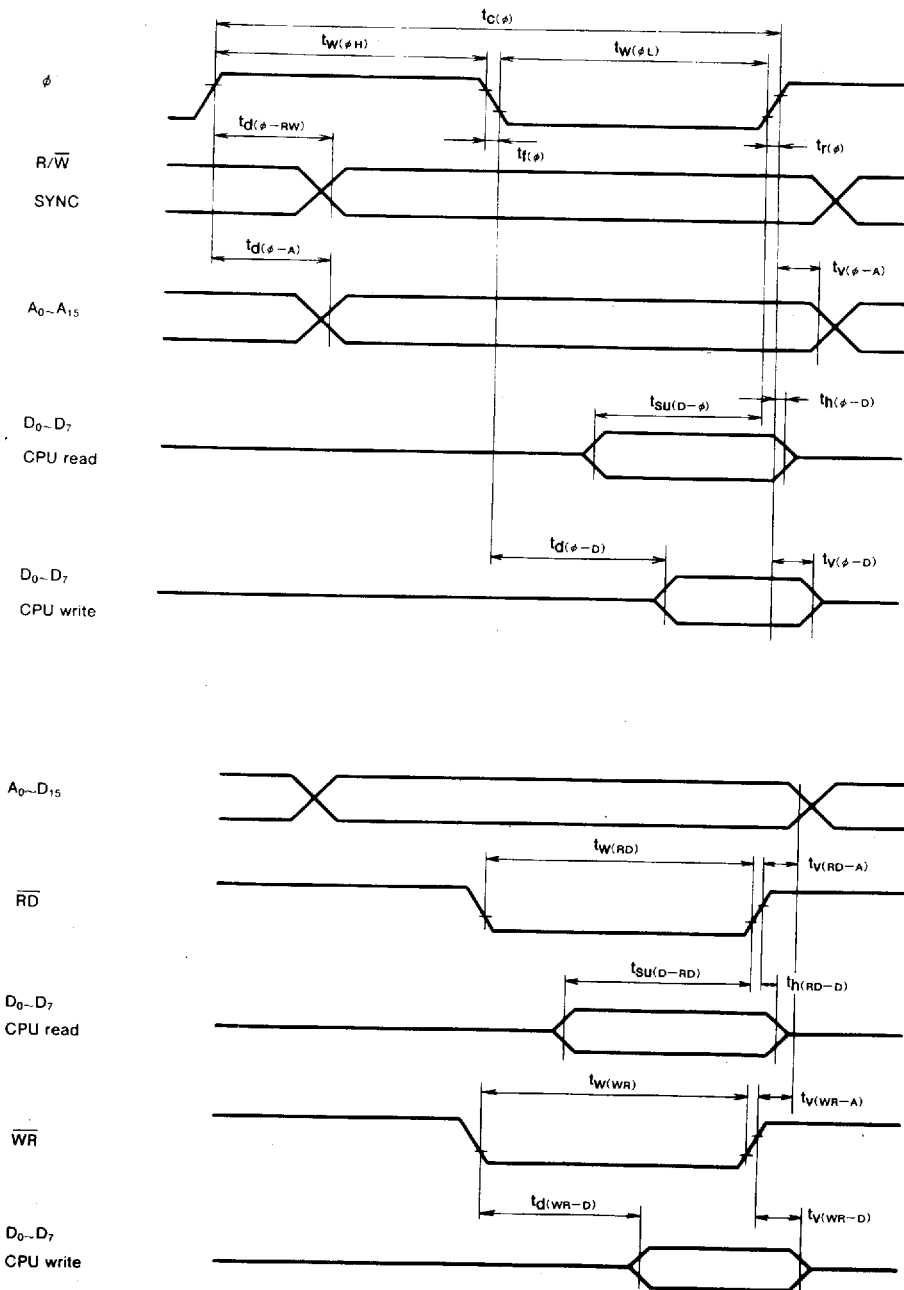 tC(φ)
tW(φH) tW(φL)
φ
td(φ-RW) tf(φ) tr(φ)
R/W̅
SYNC
td(φ-A) tV(φ-A)
A₀~A₁₅
tSU(D-φ) th(φ-D)
D₀~D₇
CPU read
td(φ-D) tV(φ-D)
D₀~D₇
CPU write
A₀~D₁₅
tW(RD) tV(RD-A)
R̅D̅
tSU(D-RD) th(RD-D)
D₀~D₇
CPU read
tW(WR) tV(WR-A)
W̅R̅
td(WR-D) tV(WR-D)
D₀~D₇
CPU write